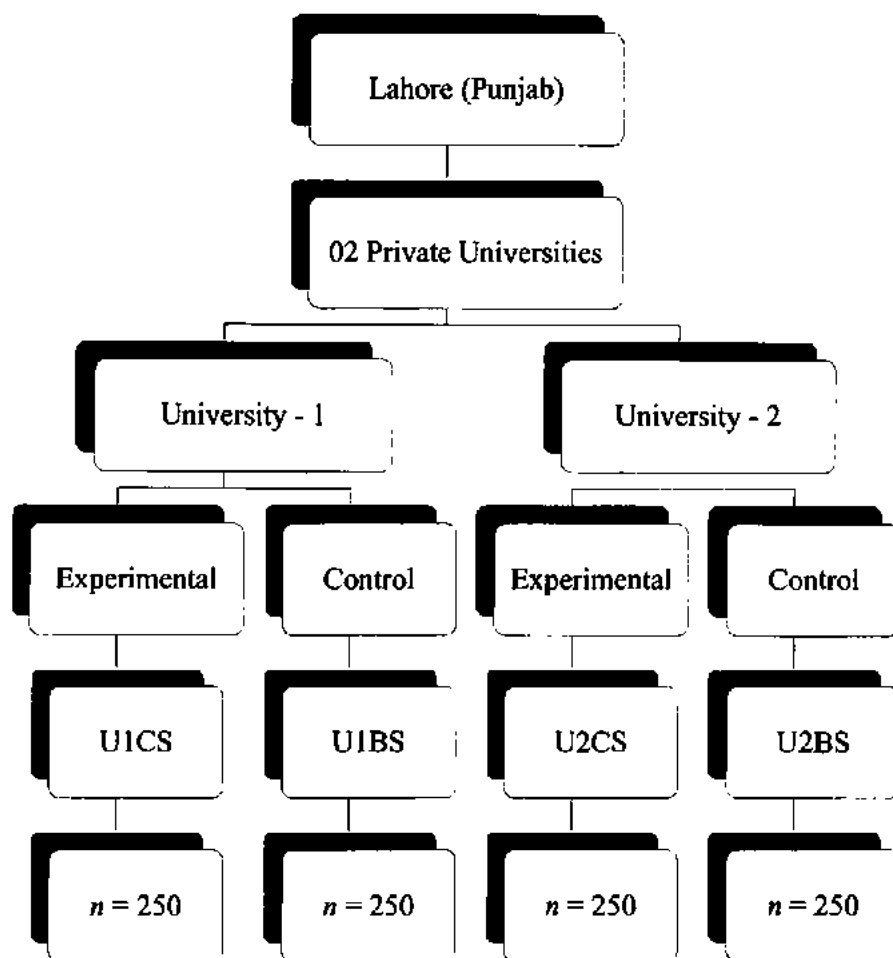 Lahore (Punjab)
02 Private Universities
University - 1
University - 2
Experimental
Control
Experimental
Control
U1CS
U1BS
U2CS
U2BS
n = 250
n = 250
n = 250
n = 250